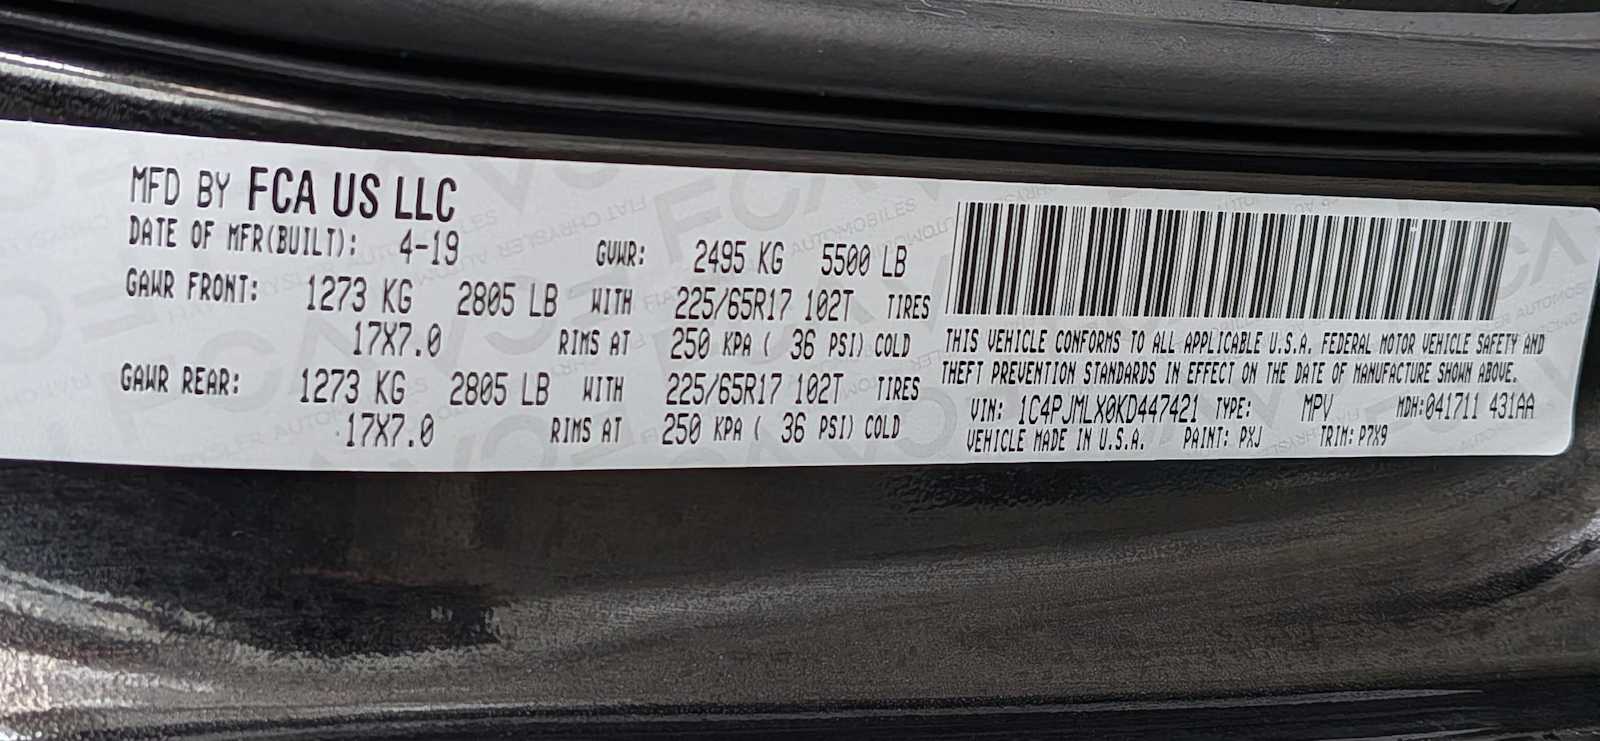 MFD BY FCA US LLC
DATE OF MFR(BUILT): 4-19 GVWR: 2495 KG 5500 LB
GAWR FRONT: 1273 KG 2805 LB WITH 225/65R17 102T TIRES
17X7.0 RIMS AT 250 KPA ( 36 PSI) COLD
GAWR REAR: 1273 KG 2805 LB WITH 225/65R17 102T TIRES
17X7.0 RIMS AT 250 KPA ( 36 PSI) COLD
THIS VEHICLE CONFORMS TO ALL APPLICABLE U.S.A. FEDERAL MOTOR VEHICLE SAFETY AND
THEFT PREVENTION STANDARDS IN EFFECT ON THE DATE OF MANUFACTURE SHOWN ABOVE.
VIN: 1C4PJMLX0KD447421 TYPE: MPV MDH:041711 431AA
VEHICLE MADE IN U.S.A. PAINT: PXJ TRIM: P7X9